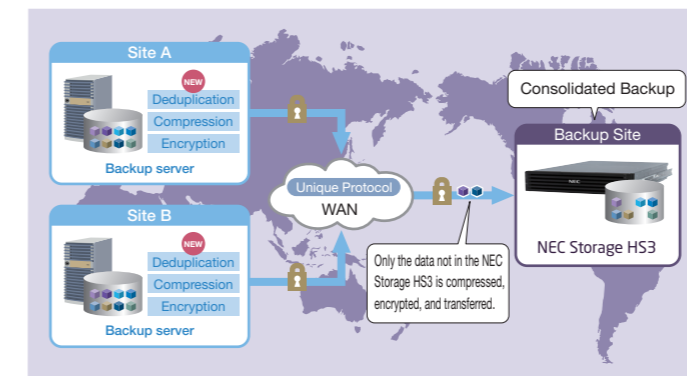 Site A
NEW
Deduplication
Compression
Encryption
Backup server
Site B
NEW
Deduplication
Compression
Encryption
Backup server
Unique Protocol
WAN
Only the data not in the NEC
Storage HS3 is compressed,
encrypted, and transferred.
Consolidated Backup
Backup Site
NEC
NEC Storage HS3